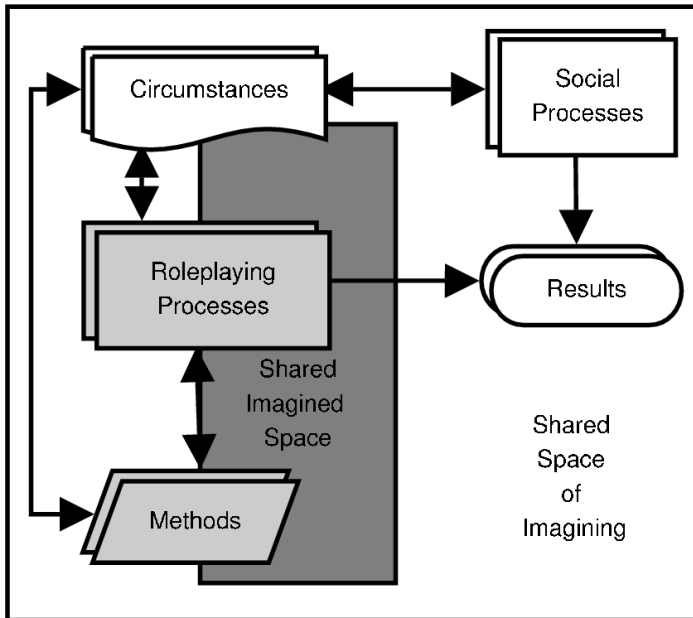 Circumstances
Social
Processes
Roleplaying
Processes
Results
Shared
Imagined
Space
Shared
Space
of
Imagining
Methods